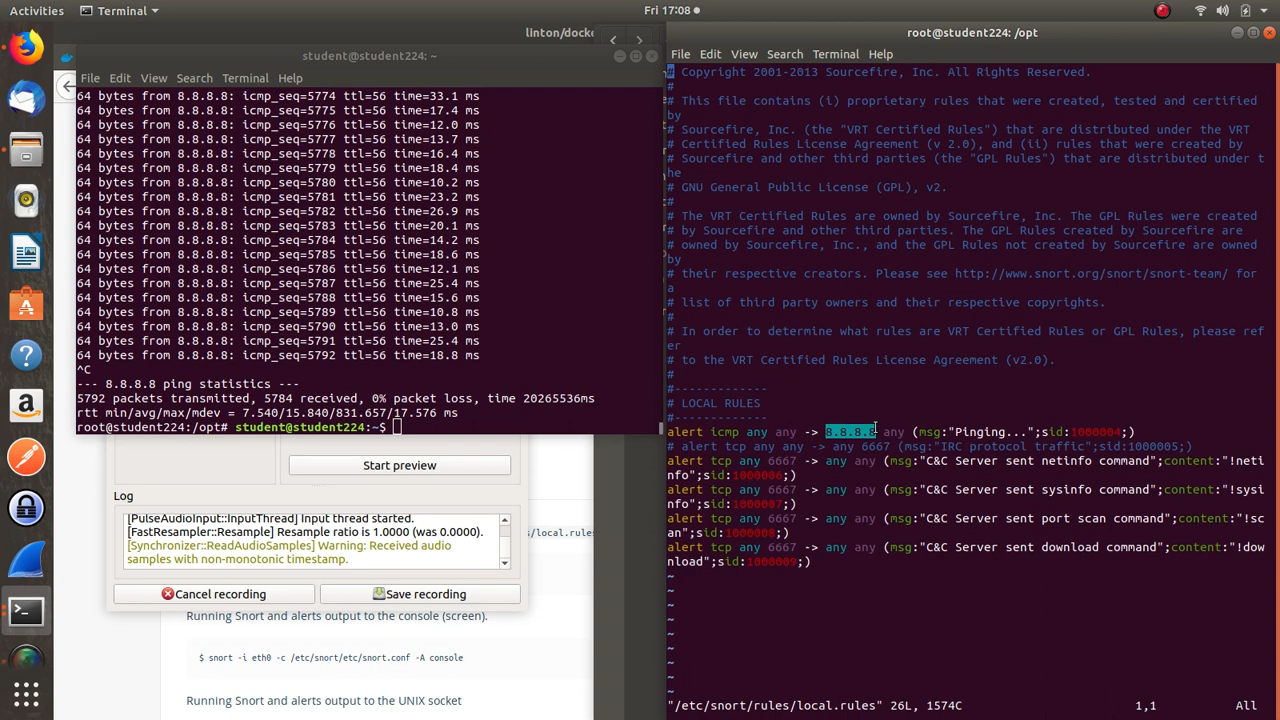 Activities
Terminal
Fri 17:08
linton/docke
student@student224: ~
File Edit View Search Terminal Help
64 bytes from 8.8.8.8: icmp_seq=5774 ttl=56 time=33.1 ms
64 bytes from 8.8.8.8: icmp_seq=5775 ttl=56 time=17.4 ms
64 bytes from 8.8.8.8: icmp_seq=5776 ttl=56 time=12.0 ms
64 bytes from 8.8.8.8: icmp_seq=5777 ttl=56 time=13.7 ms
64 bytes from 8.8.8.8: icmp_seq=5778 ttl=56 time=16.4 ms
64 bytes from 8.8.8.8: icmp_seq=5779 ttl=56 time=18.4 ms
64 bytes from 8.8.8.8: icmp_seq=5780 ttl=56 time=10.2 ms
64 bytes from 8.8.8.8: icmp_seq=5781 ttl=56 time=23.2 ms
64 bytes from 8.8.8.8: icmp_seq=5782 ttl=56 time=26.9 ms
64 bytes from 8.8.8.8: icmp_seq=5783 ttl=56 time=20.1 ms
64 bytes from 8.8.8.8: icmp_seq=5784 ttl=56 time=14.2 ms
64 bytes from 8.8.8.8: icmp_seq=5785 ttl=56 time=18.6 ms
64 bytes from 8.8.8.8: icmp_seq=5786 ttl=56 time=12.1 ms
64 bytes from 8.8.8.8: icmp_seq=5787 ttl=56 time=25.4 ms
64 bytes from 8.8.8.8: icmp_seq=5788 ttl=56 time=15.6 ms
64 bytes from 8.8.8.8: icmp_seq=5789 ttl=56 time=10.8 ms
64 bytes from 8.8.8.8: icmp_seq=5790 ttl=56 time=13.0 ms
64 bytes from 8.8.8.8: icmp_seq=5791 ttl=56 time=25.4 ms
64 bytes from 8.8.8.8: icmp_seq=5792 ttl=56 time=18.8 ms
^C
--- 8.8.8.8 ping statistics ---
5792 packets transmitted, 5784 received, 0% packet loss, time 20265536ms
rtt min/avg/max/mdev = 7.540/15.840/831.657/17.576 ms
root@student224:/opt# student@student224:~$
Start preview
Log
[PulseAudioInput::InputThread] Input thread started.
[FastResampler::Resample] Resample ratio is 1.0000 (was 0.0000).
[Synchronizer::ReadAudioSamples] Warning: Received audio
samples with non-monotonic timestamp.
Cancel recording
Save recording
s/local.rules
Running Snort and alerts output to the console (screen).
$ snort -i eth0 -c /etc/snort/etc/snort.conf -A console
Running Snort and alerts output to the UNIX socket
root@student224: /opt
File Edit View Search Terminal Help
# Copyright 2001-2013 Sourcefire, Inc. All Rights Reserved.
#
# This file contains (i) proprietary rules that were created, tested and certified
by
# Sourcefire, Inc. (the "VRT Certified Rules") that are distributed under the VRT
# Certified Rules License Agreement (v 2.0), and (ii) rules that were created by
# Sourcefire and other third parties (the "GPL Rules") that are distributed under t
he
# GNU General Public License (GPL), v2.
#
# The VRT Certified Rules are owned by Sourcefire, Inc. The GPL Rules were created
# by Sourcefire and other third parties. The GPL Rules created by Sourcefire are
# owned by Sourcefire, Inc., and the GPL Rules not created by Sourcefire are owned
by
# their respective creators. Please see http://www.snort.org/snort/snort-team/ for
a
# list of third party owners and their respective copyrights.
#
# In order to determine what rules are VRT Certified Rules or GPL Rules, please ref
er
# to the VRT Certified Rules License Agreement (v2.0).
#
#-------------
# LOCAL RULES
#-------------
alert icmp any any -> 8.8.8.8 any (msg:"Pinging...";sid:1000004;)
# alert tcp any any -> any 6667 (msg:"IRC protocol traffic";sid:1000005;)
alert tcp any 6667 -> any any (msg:"C&C Server sent netinfo command";content:"!neti
nfo";sid:1000006;)
alert tcp any 6667 -> any any (msg:"C&C Server sent sysinfo command";content:"!sysi
nfo";sid:1000007;)
alert tcp any 6667 -> any any (msg:"C&C Server sent port scan command";content:"!sc
an";sid:1000008;)
alert tcp any 6667 -> any any (msg:"C&C Server sent download command";content:"!dow
nload";sid:1000009;)
~
~
~
~
~
~
~
~
~
"/etc/snort/rules/local.rules" 26L, 1574C 1,1 All